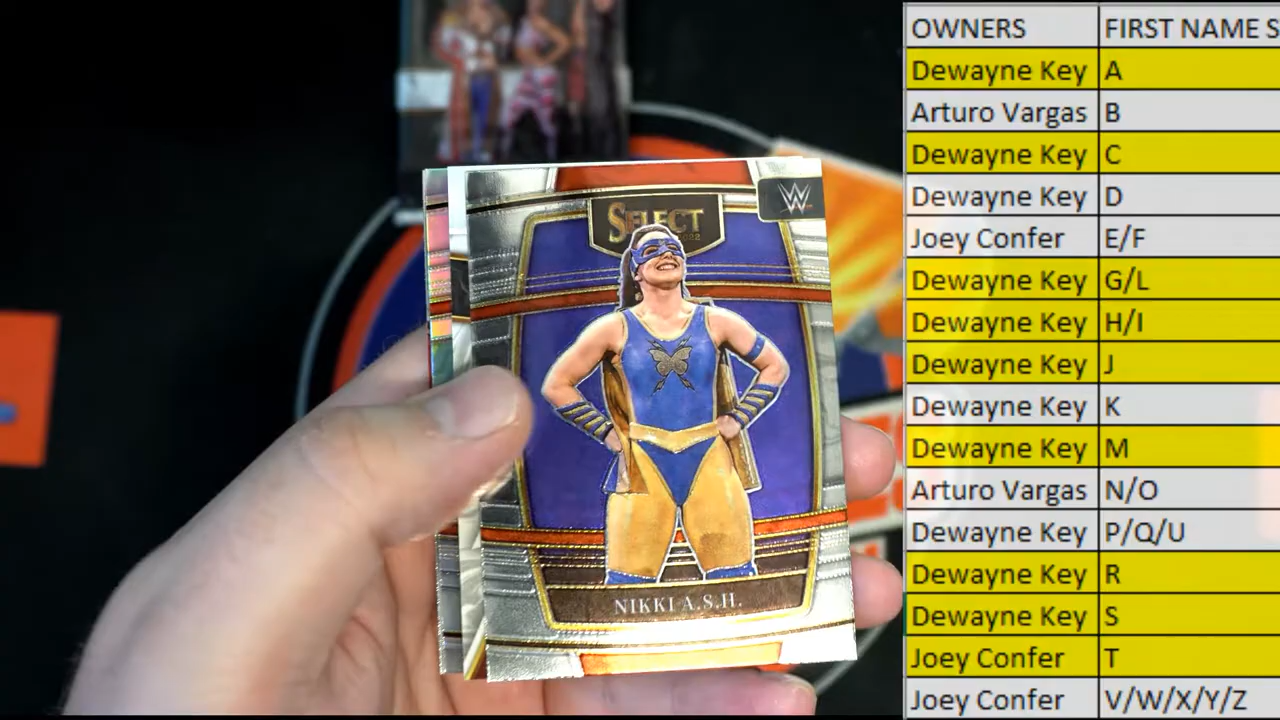 SELECT
2022
W
NIKKI A.S.H.
OWNERS FIRST NAME S
Dewayne Key A
Arturo Vargas B
Dewayne Key C
Dewayne Key D
Joey Confer E/F
Dewayne Key G/L
Dewayne Key H/I
Dewayne Key J
Dewayne Key K
Dewayne Key M
Arturo Vargas N/O
Dewayne Key P/Q/U
Dewayne Key R
Dewayne Key S
Joey Confer T
Joey Confer V/W/X/Y/Z